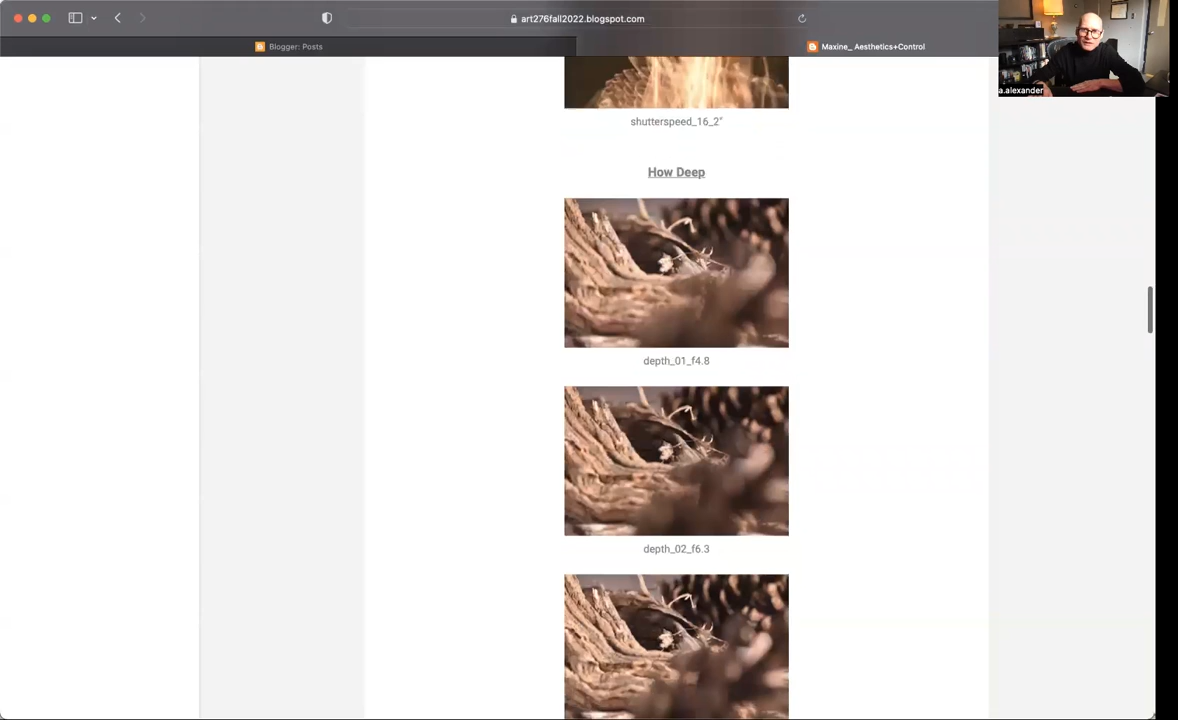 art276fall2022.blogspot.com
Blogger: Posts
Maxine_ Aesthetics+Control
a.alexander
shutterspeed_16_2"
How Deep
depth_01_f4.8
depth_02_f6.3